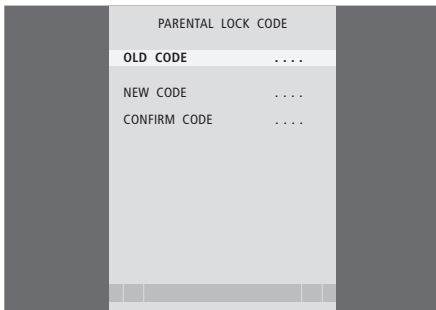 PARENTAL LOCK CODE
OLD CODE ....
NEW CODE ....
CONFIRM CODE ....